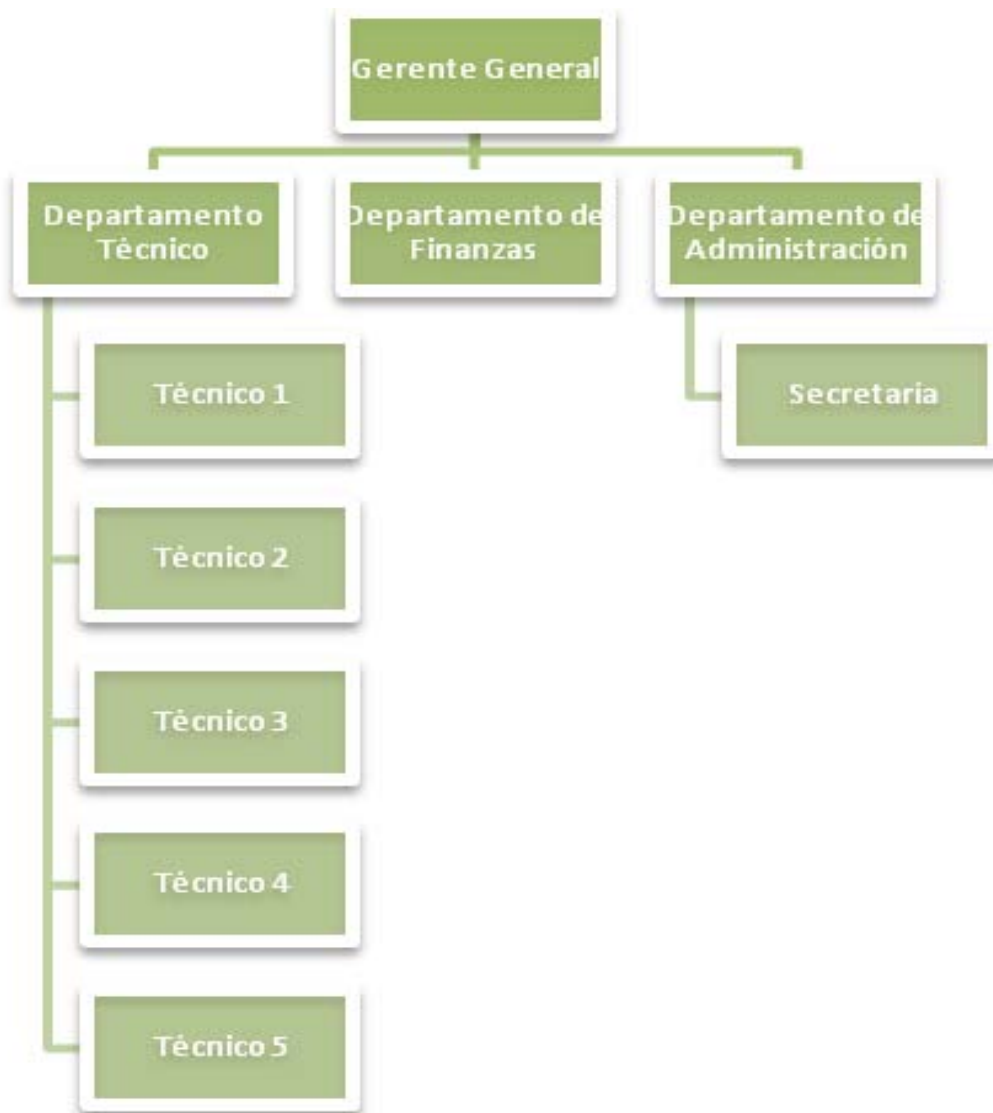 Gerente General
Departamento
Técnico
Departamento de
Finanzas
Departamento de
Administración
Técnico 1
Secretaria
Técnico 2
Técnico 3
Técnico 4
Técnico 5